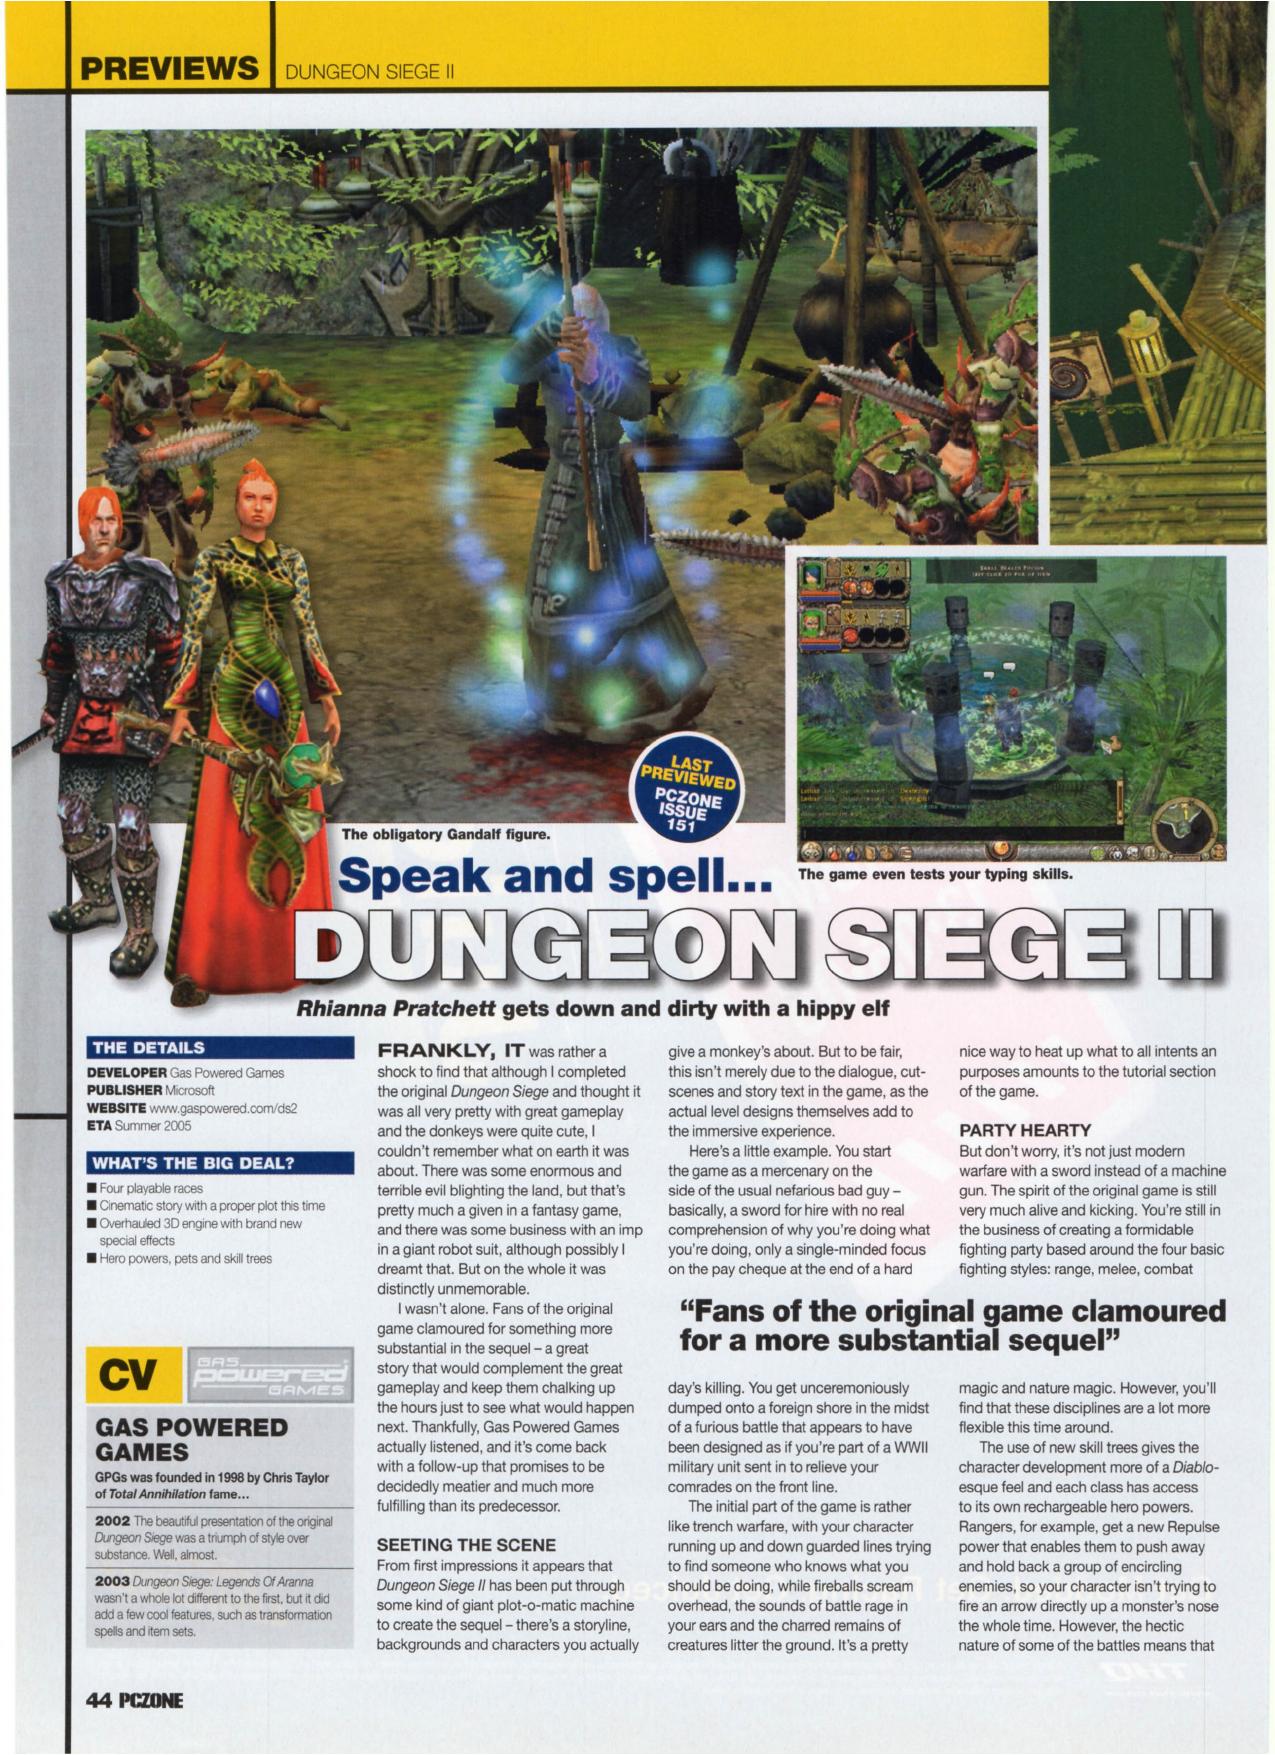 PREVIEWS
DUNGEON SIEGE II
LAST
PREVIEWED
PCZONE
ISSUE
151
The obligatory Gandalf figure.
The game even tests your typing skills.
Speak and spell...
DUNGEON SIEGE II
Rhianna Pratchett gets down and dirty with a hippy elf
THE DETAILS
DEVELOPER Gas Powered Games
PUBLISHER Microsoft
WEBSITE www.gaspowered.com/ds2
ETA Summer 2005
WHAT'S THE BIG DEAL?
■ Four playable races
■ Cinematic story with a proper plot this time
■ Overhauled 3D engine with brand new
special effects
■ Hero powers, pets and skill trees
CV
GAS
powered
GAMES
GAS POWERED
GAMES
GPGs was founded in 1998 by Chris Taylor
of Total Annihilation fame...
2002 The beautiful presentation of the original
Dungeon Siege was a triumph of style over
substance. Well, almost.
2003 Dungeon Siege: Legends Of Aranna
wasn't a whole lot different to the first, but it did
add a few cool features, such as transformation
spells and item sets.
FRANKLY, IT was rather a
shock to find that although I completed
the original Dungeon Siege and thought it
was all very pretty with great gameplay
and the donkeys were quite cute, I
couldn't remember what on earth it was
about. There was some enormous and
terrible evil blighting the land, but that's
pretty much a given in a fantasy game,
and there was some business with an imp
in a giant robot suit, although possibly I
dreamt that. But on the whole it was
distinctly unmemorable.
I wasn't alone. Fans of the original
game clamoured for something more
substantial in the sequel – a great
story that would complement the great
gameplay and keep them chalking up
the hours just to see what would happen
next. Thankfully, Gas Powered Games
actually listened, and it's come back
with a follow-up that promises to be
decidedly meatier and much more
fulfilling than its predecessor.
SEETING THE SCENE
From first impressions it appears that
Dungeon Siege II has been put through
some kind of giant plot-o-matic machine
to create the sequel – there's a storyline,
backgrounds and characters you actually
give a monkey's about. But to be fair,
this isn't merely due to the dialogue, cut-
scenes and story text in the game, as the
actual level designs themselves add to
the immersive experience.
Here's a little example. You start
the game as a mercenary on the
side of the usual nefarious bad guy –
basically, a sword for hire with no real
comprehension of why you're doing what
you're doing, only a single-minded focus
on the pay cheque at the end of a hard
"Fans of the original game clamoured
for a more substantial sequel"
day's killing. You get unceremoniously
dumped onto a foreign shore in the midst
of a furious battle that appears to have
been designed as if you're part of a WWII
military unit sent in to relieve your
comrades on the front line.
The initial part of the game is rather
like trench warfare, with your character
running up and down guarded lines trying
to find someone who knows what you
should be doing, while fireballs scream
overhead, the sounds of battle rage in
your ears and the charred remains of
creatures litter the ground. It's a pretty
nice way to heat up what to all intents an
purposes amounts to the tutorial section
of the game.
PARTY HEARTY
But don't worry, it's not just modern
warfare with a sword instead of a machine
gun. The spirit of the original game is still
very much alive and kicking. You're still in
the business of creating a formidable
fighting party based around the four basic
fighting styles: range, melee, combat
magic and nature magic. However, you'll
find that these disciplines are a lot more
flexible this time around.
The use of new skill trees gives the
character development more of a Diablo-
esque feel and each class has access
to its own rechargeable hero powers.
Rangers, for example, get a new Repulse
power that enables them to push away
and hold back a group of encircling
enemies, so your character isn't trying to
fire an arrow directly up a monster's nose
the whole time. However, the hectic
nature of some of the battles means that
44 PCZONE